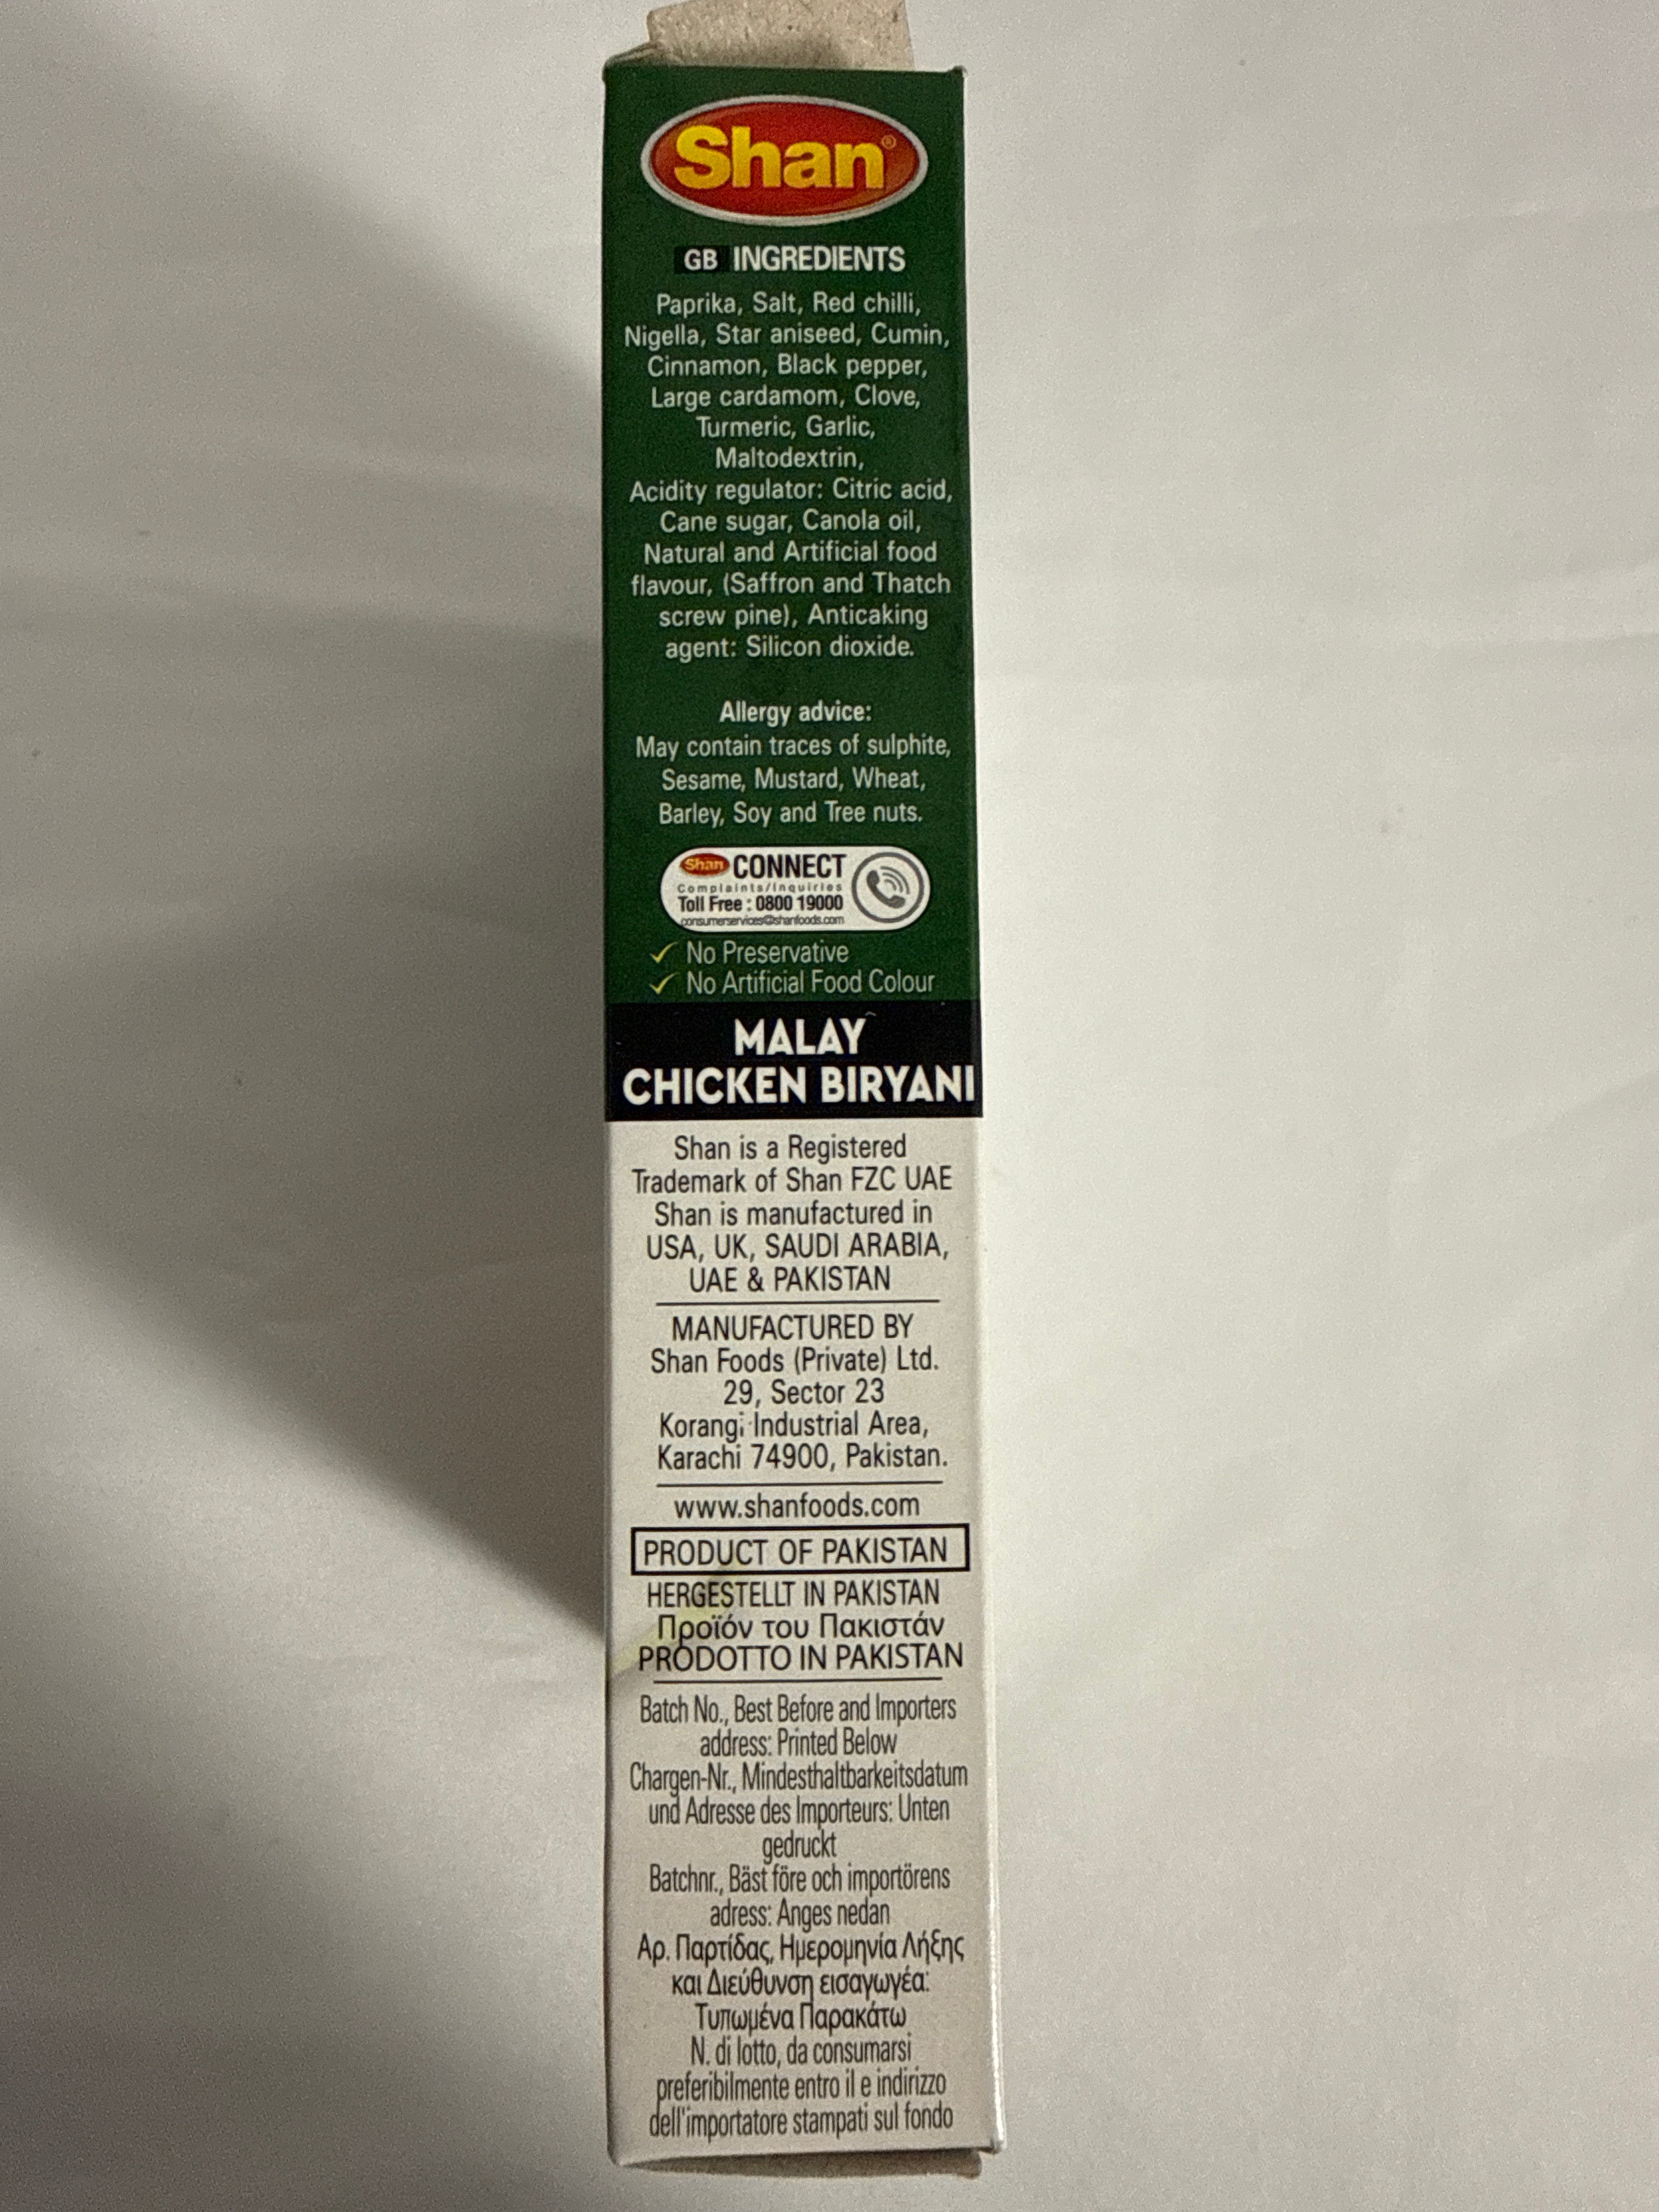 Shan®
GB INGREDIENTS
Paprika, Salt, Red chilli,
Nigella, Star aniseed, Cumin,
Cinnamon, Black pepper,
Large cardamom, Clove,
Turmeric, Garlic,
Maltodextrin,
Acidity regulator: Citric acid,
Cane sugar, Canola oil,
Natural and Artificial food
flavour, (Saffron and Thatch
screw pine), Anticaking
agent: Silicon dioxide.
Allergy advice:
May contain traces of sulphite,
Sesame, Mustard, Wheat,
Barley, Soy and Tree nuts.
Shan CONNECT
Complaints/Inquiries
Toll Free : 0800 19000
consumerservices@shanfoods.com
No Preservative
No Artificial Food Colour
MALAY
CHICKEN BIRYANI
Shan is a Registered
Trademark of Shan FZC UAE
Shan is manufactured in
USA, UK, SAUDI ARABIA,
UAE & PAKISTAN
MANUFACTURED BY
Shan Foods (Private) Ltd.
29, Sector 23
Korangi Industrial Area,
Karachi 74900, Pakistan.
www.shanfoods.com
PRODUCT OF PAKISTAN
HERGESTELLT IN PAKISTAN
Προϊόν του Πακιστάν
PRODOTTO IN PAKISTAN
Batch No., Best Before and Importers
address: Printed Below
Chargen-Nr., Mindesthaltbarkeitsdatum
und Adresse des Importeurs: Unten
gedruckt
Batchnr., Bäst före och importörens
adress: Anges nedan
Αρ. Παρτίδας, Ημερομηνία Λήξης
και Διεύθυνση εισαγωγέα:
Τυπωμένα Παρακάτω
N. di lotto, da consumarsi
preferibilmente entro il e indirizzo
dell'importatore stampati sul fondo